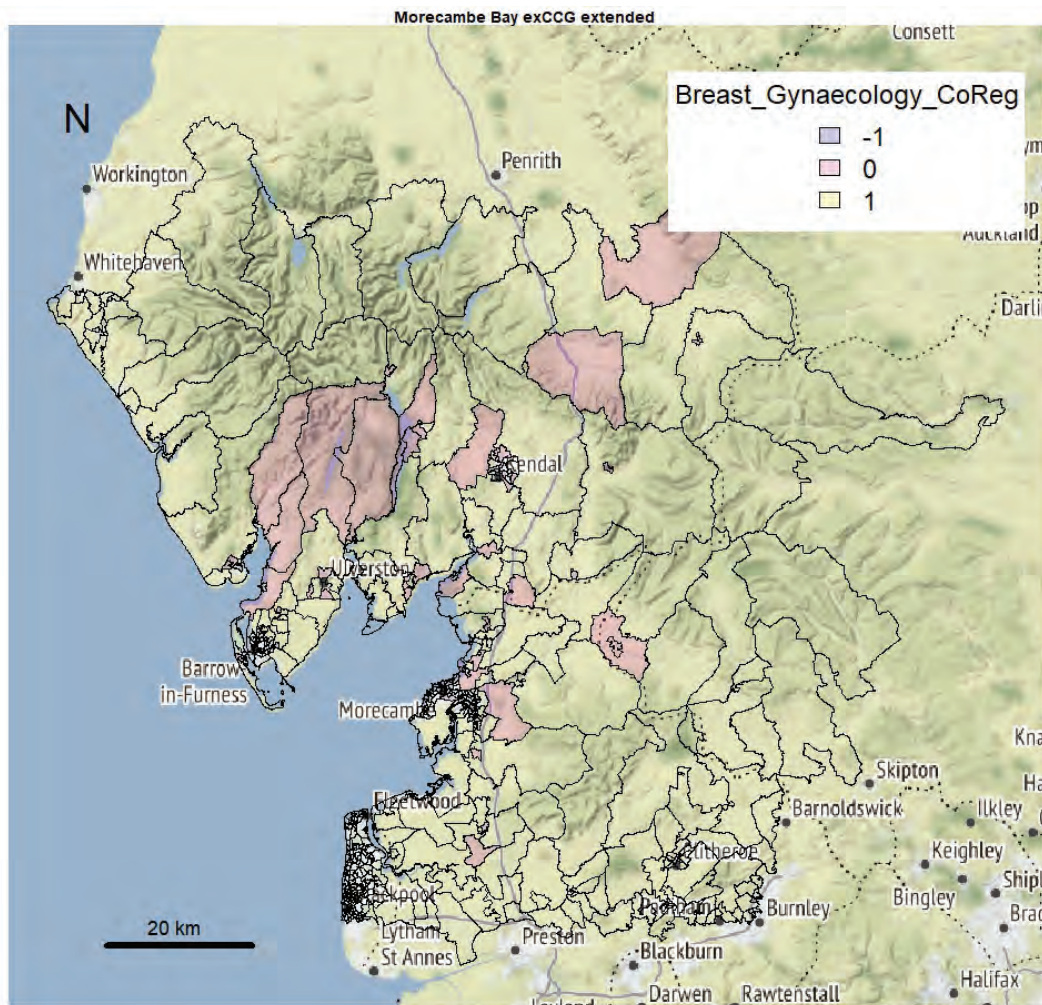 Morecambe Bay exCCG extended
Consett
N
Breast_Gynaecology_CoReg
-1
0
1
Penrith
Workington
Auckland
Whitehaven
Kendal
Ulverston
Barrow
in-Furness
Morecambe
Skipton
Fleetwood
Barnoldswick
Ilkley
Clitheroe
Keighley
Blackpool
Bingley
Padiham
Burnley
20 km
Lytham
St Annes
Preston
Blackburn
Halifax
Darwen
Rawtenstall